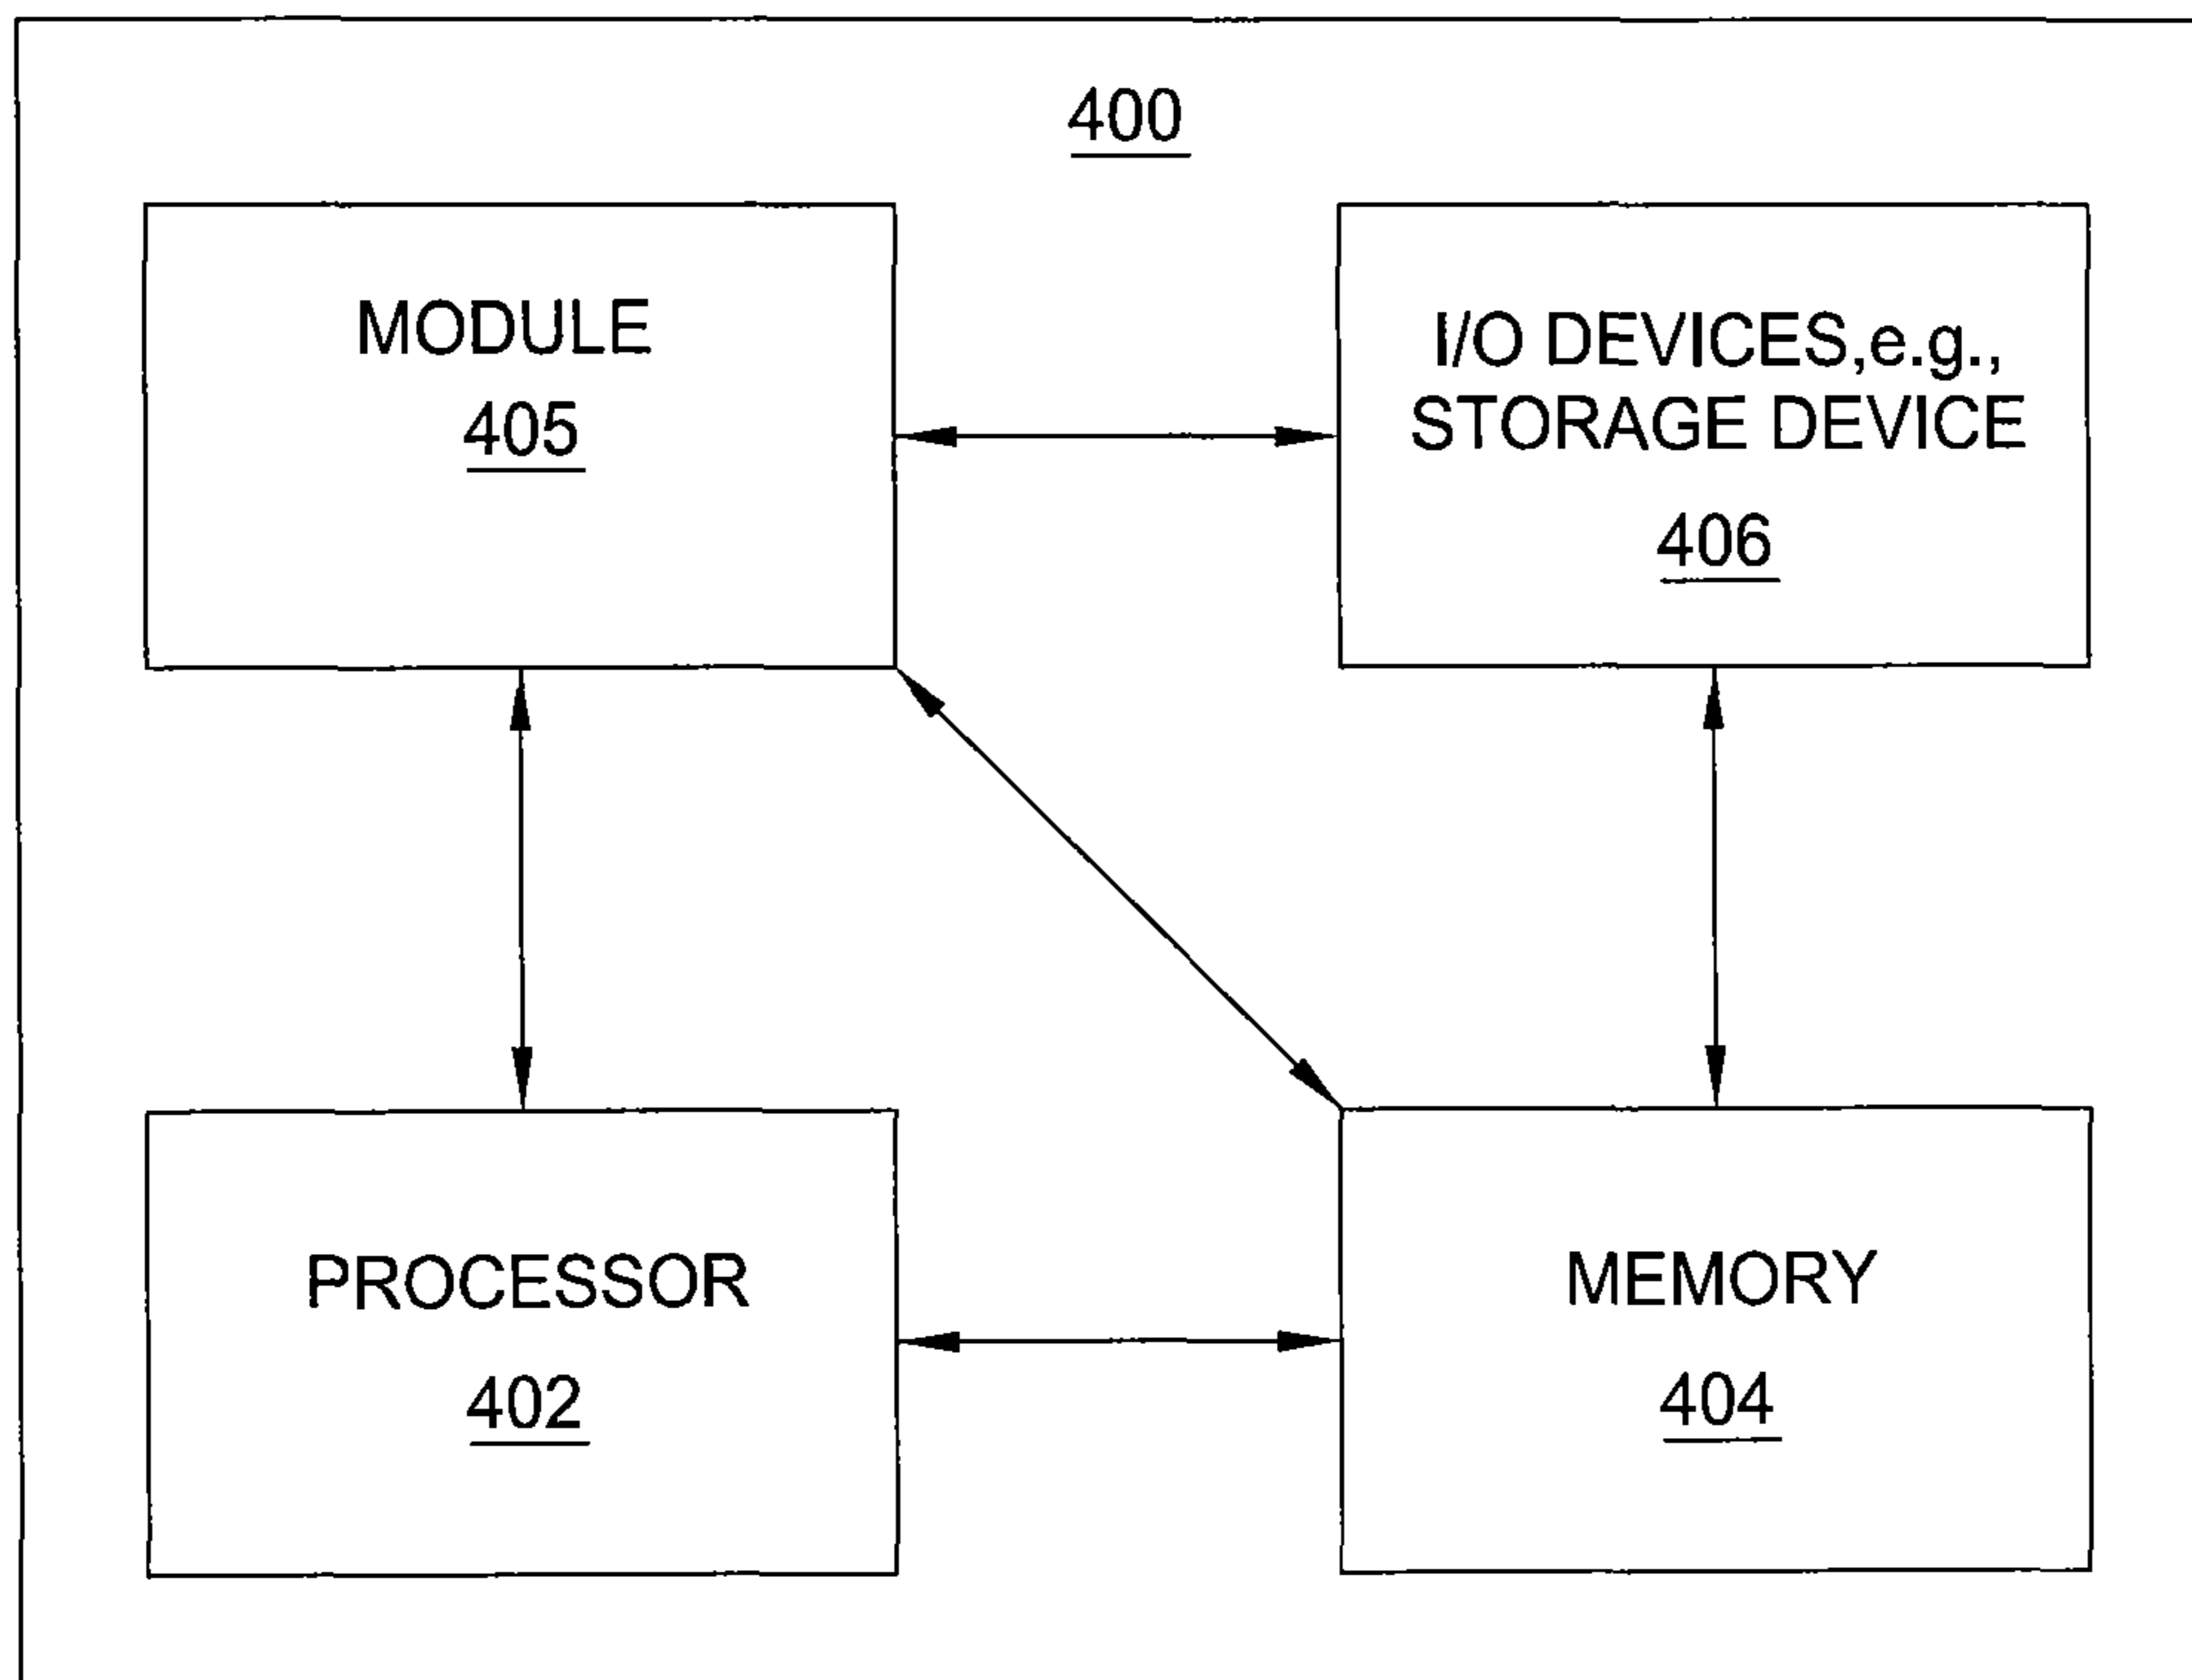 400
MODULE
405
I/O DEVICES,e.g.,
STORAGE DEVICE
406
PROCESSOR
402
MEMORY
404